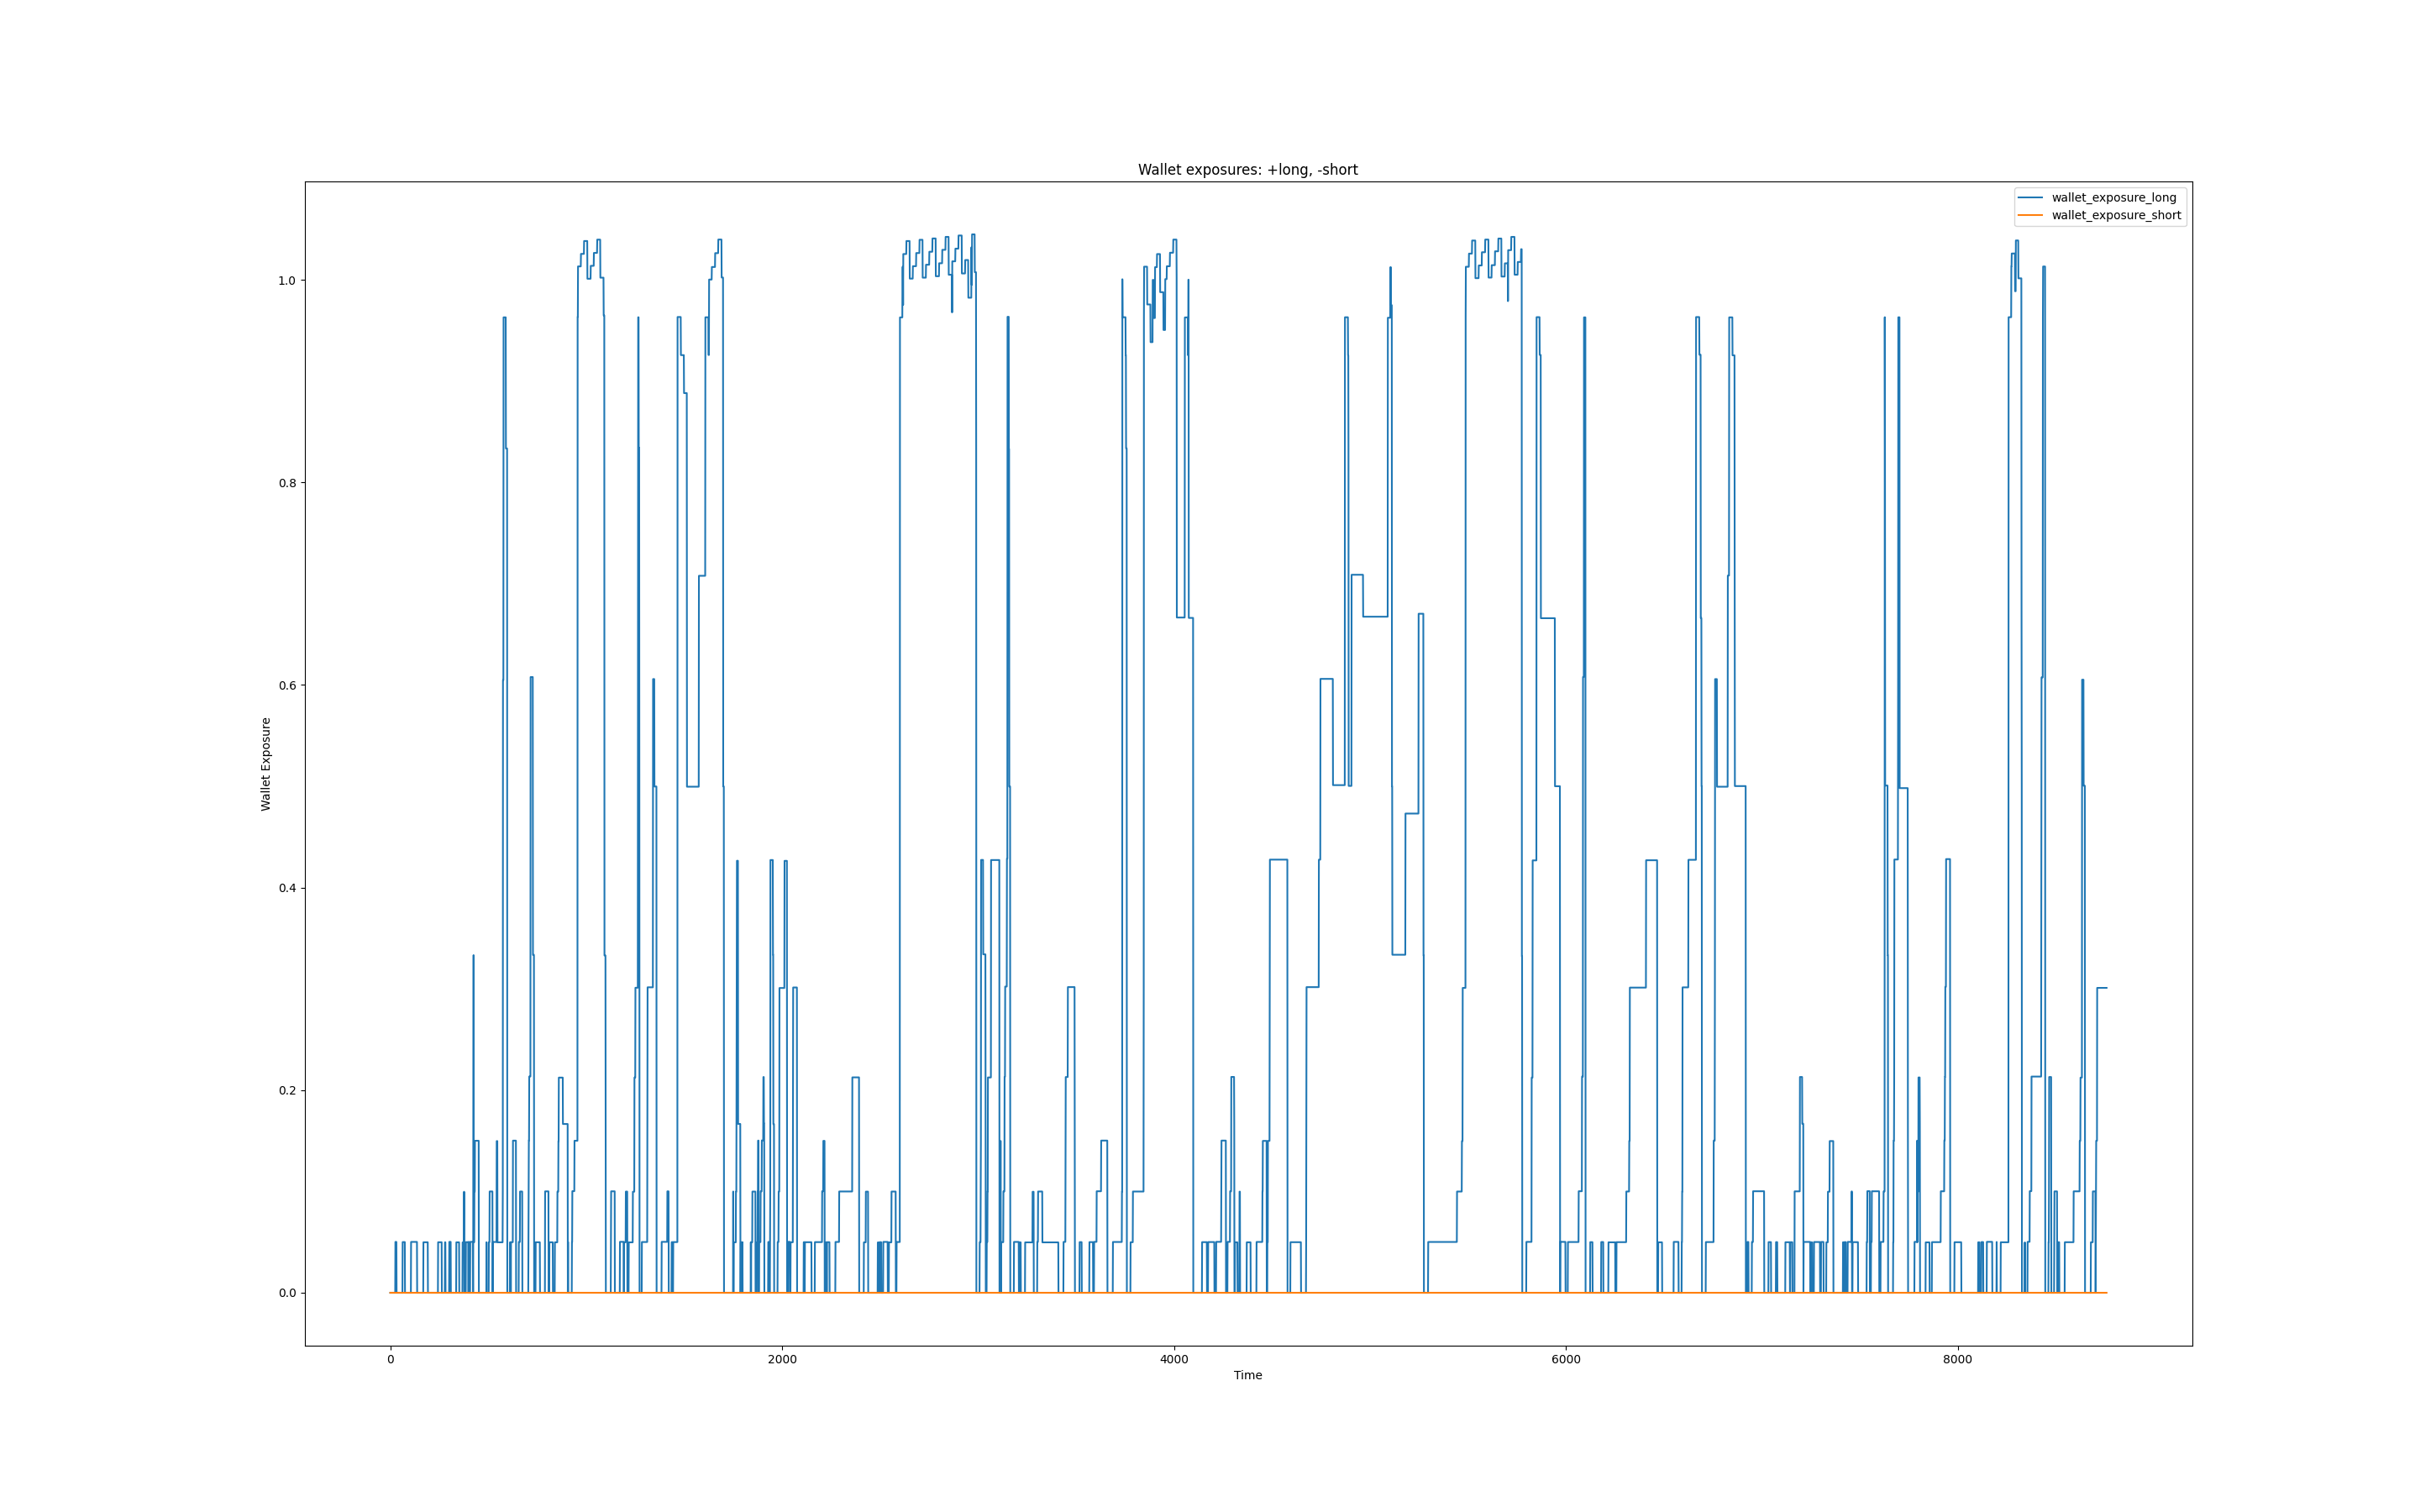 Wallet exposures: +long, -short
wallet_exposure_long
wallet_exposure_short
1.0
0.8
0.6
0.4
0.2
0.0
Wallet Exposure
0 2000 4000 6000 8000
Time